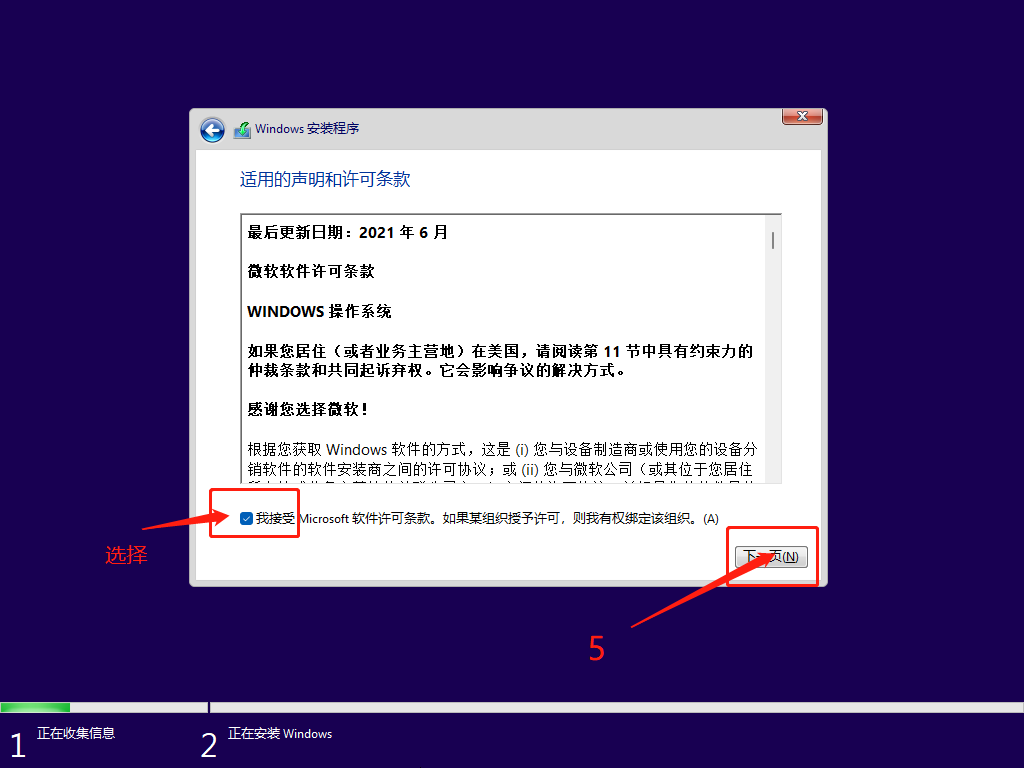 Windows 安装程序
适用的声明和许可条款
最后更新日期：2021 年 6 月
微软软件许可条款
WINDOWS 操作系统
如果您居住（或者业务主营地）在美国，请阅读第 11 节中具有约束力的
仲裁条款和共同起诉弃权。它会影响争议的解决方式。
感谢您选择微软！
根据您获取 Windows 软件的方式，这是 (i) 您与设备制造商或使用您的设备分
销软件的软件安装商之间的许可协议；或 (ii) 您与微软公司（或其位于您居住
我接受 Microsoft 软件许可条款。如果某组织授予许可，则我有权绑定该组织。(A)
选择
下一页(N)
5
1 正在收集信息
2 正在安装 Windows